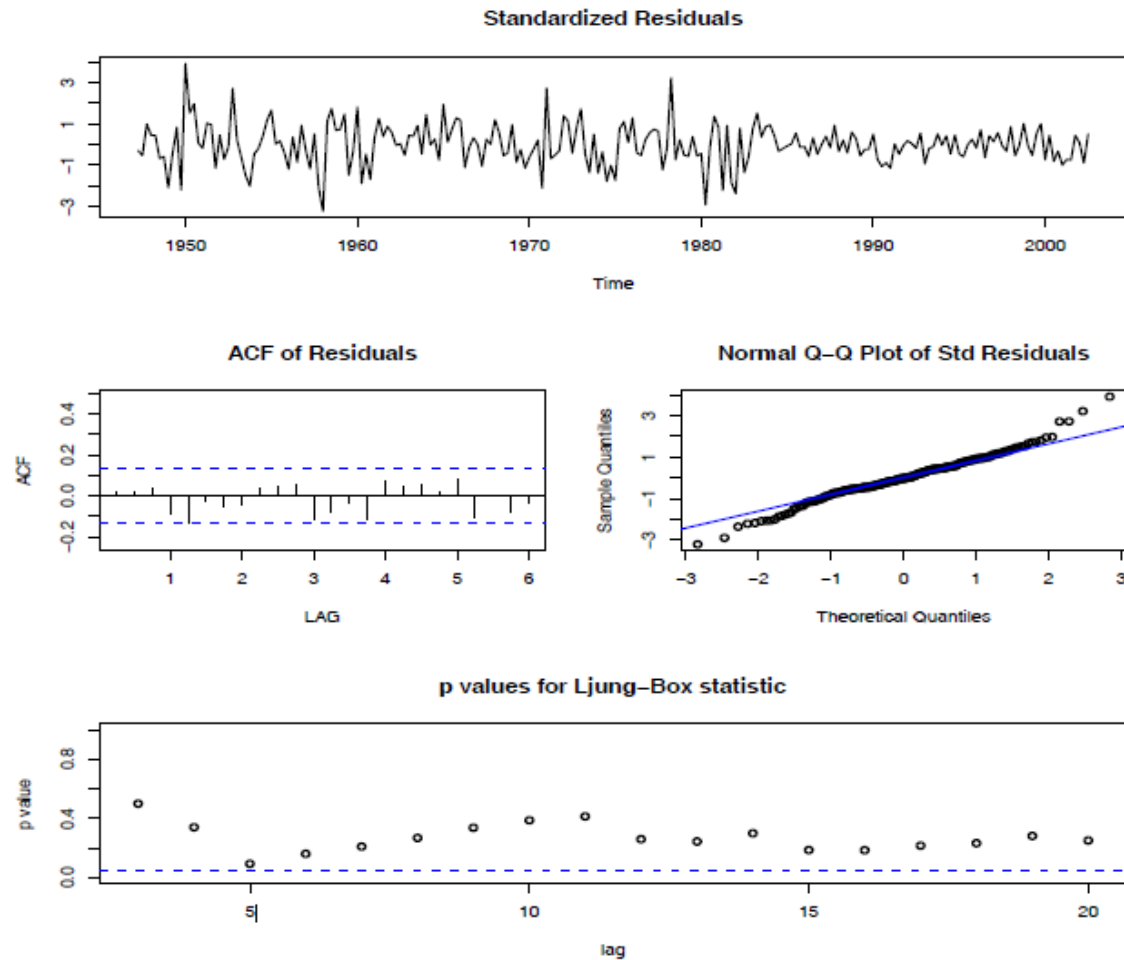 Standardized Residuals
3
1
-1
-3
1950 1960 1970 1980 1990 2000
Time
ACF of Residuals
ACF
0.4
0.2
0.0
-0.2
1 2 3 4 5 6
LAG
Normal Q-Q Plot of Std Residuals
Sample Quantiles
3
1
-1
-3
-3 -2 -1 0 1 2 3
Theoretical Quantiles
p values for Ljung-Box statistic
p value
0.8
0.4
0.0
5 10 15 20
lag